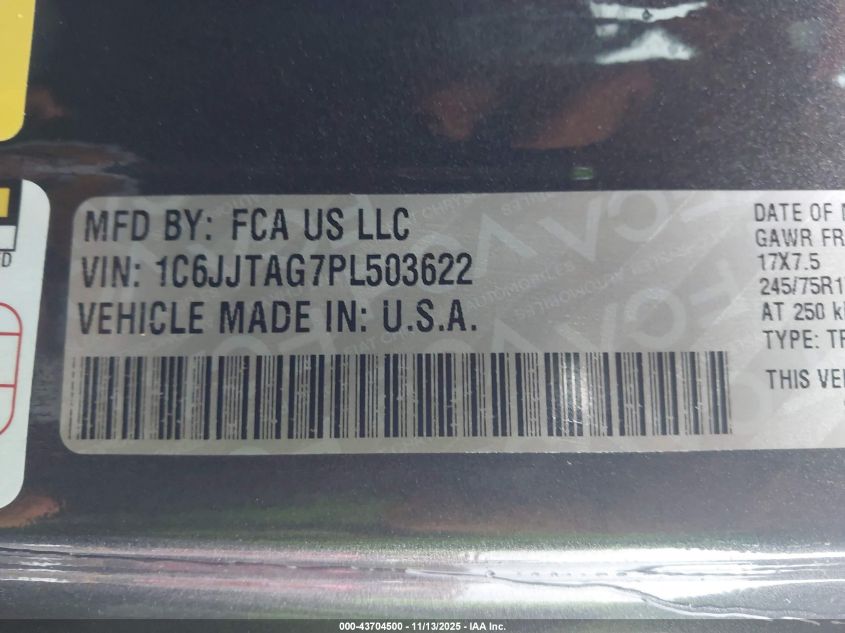 MFD BY: FCA US LLC
VIN: 1C6JJTAG7PL503622
VEHICLE MADE IN: U.S.A.
DATE OF
GAWR FR
17X7.5
245/75R1
AT 250
TYPE:
THIS
000-43704500 - 11/13/2025 - IAA Inc.